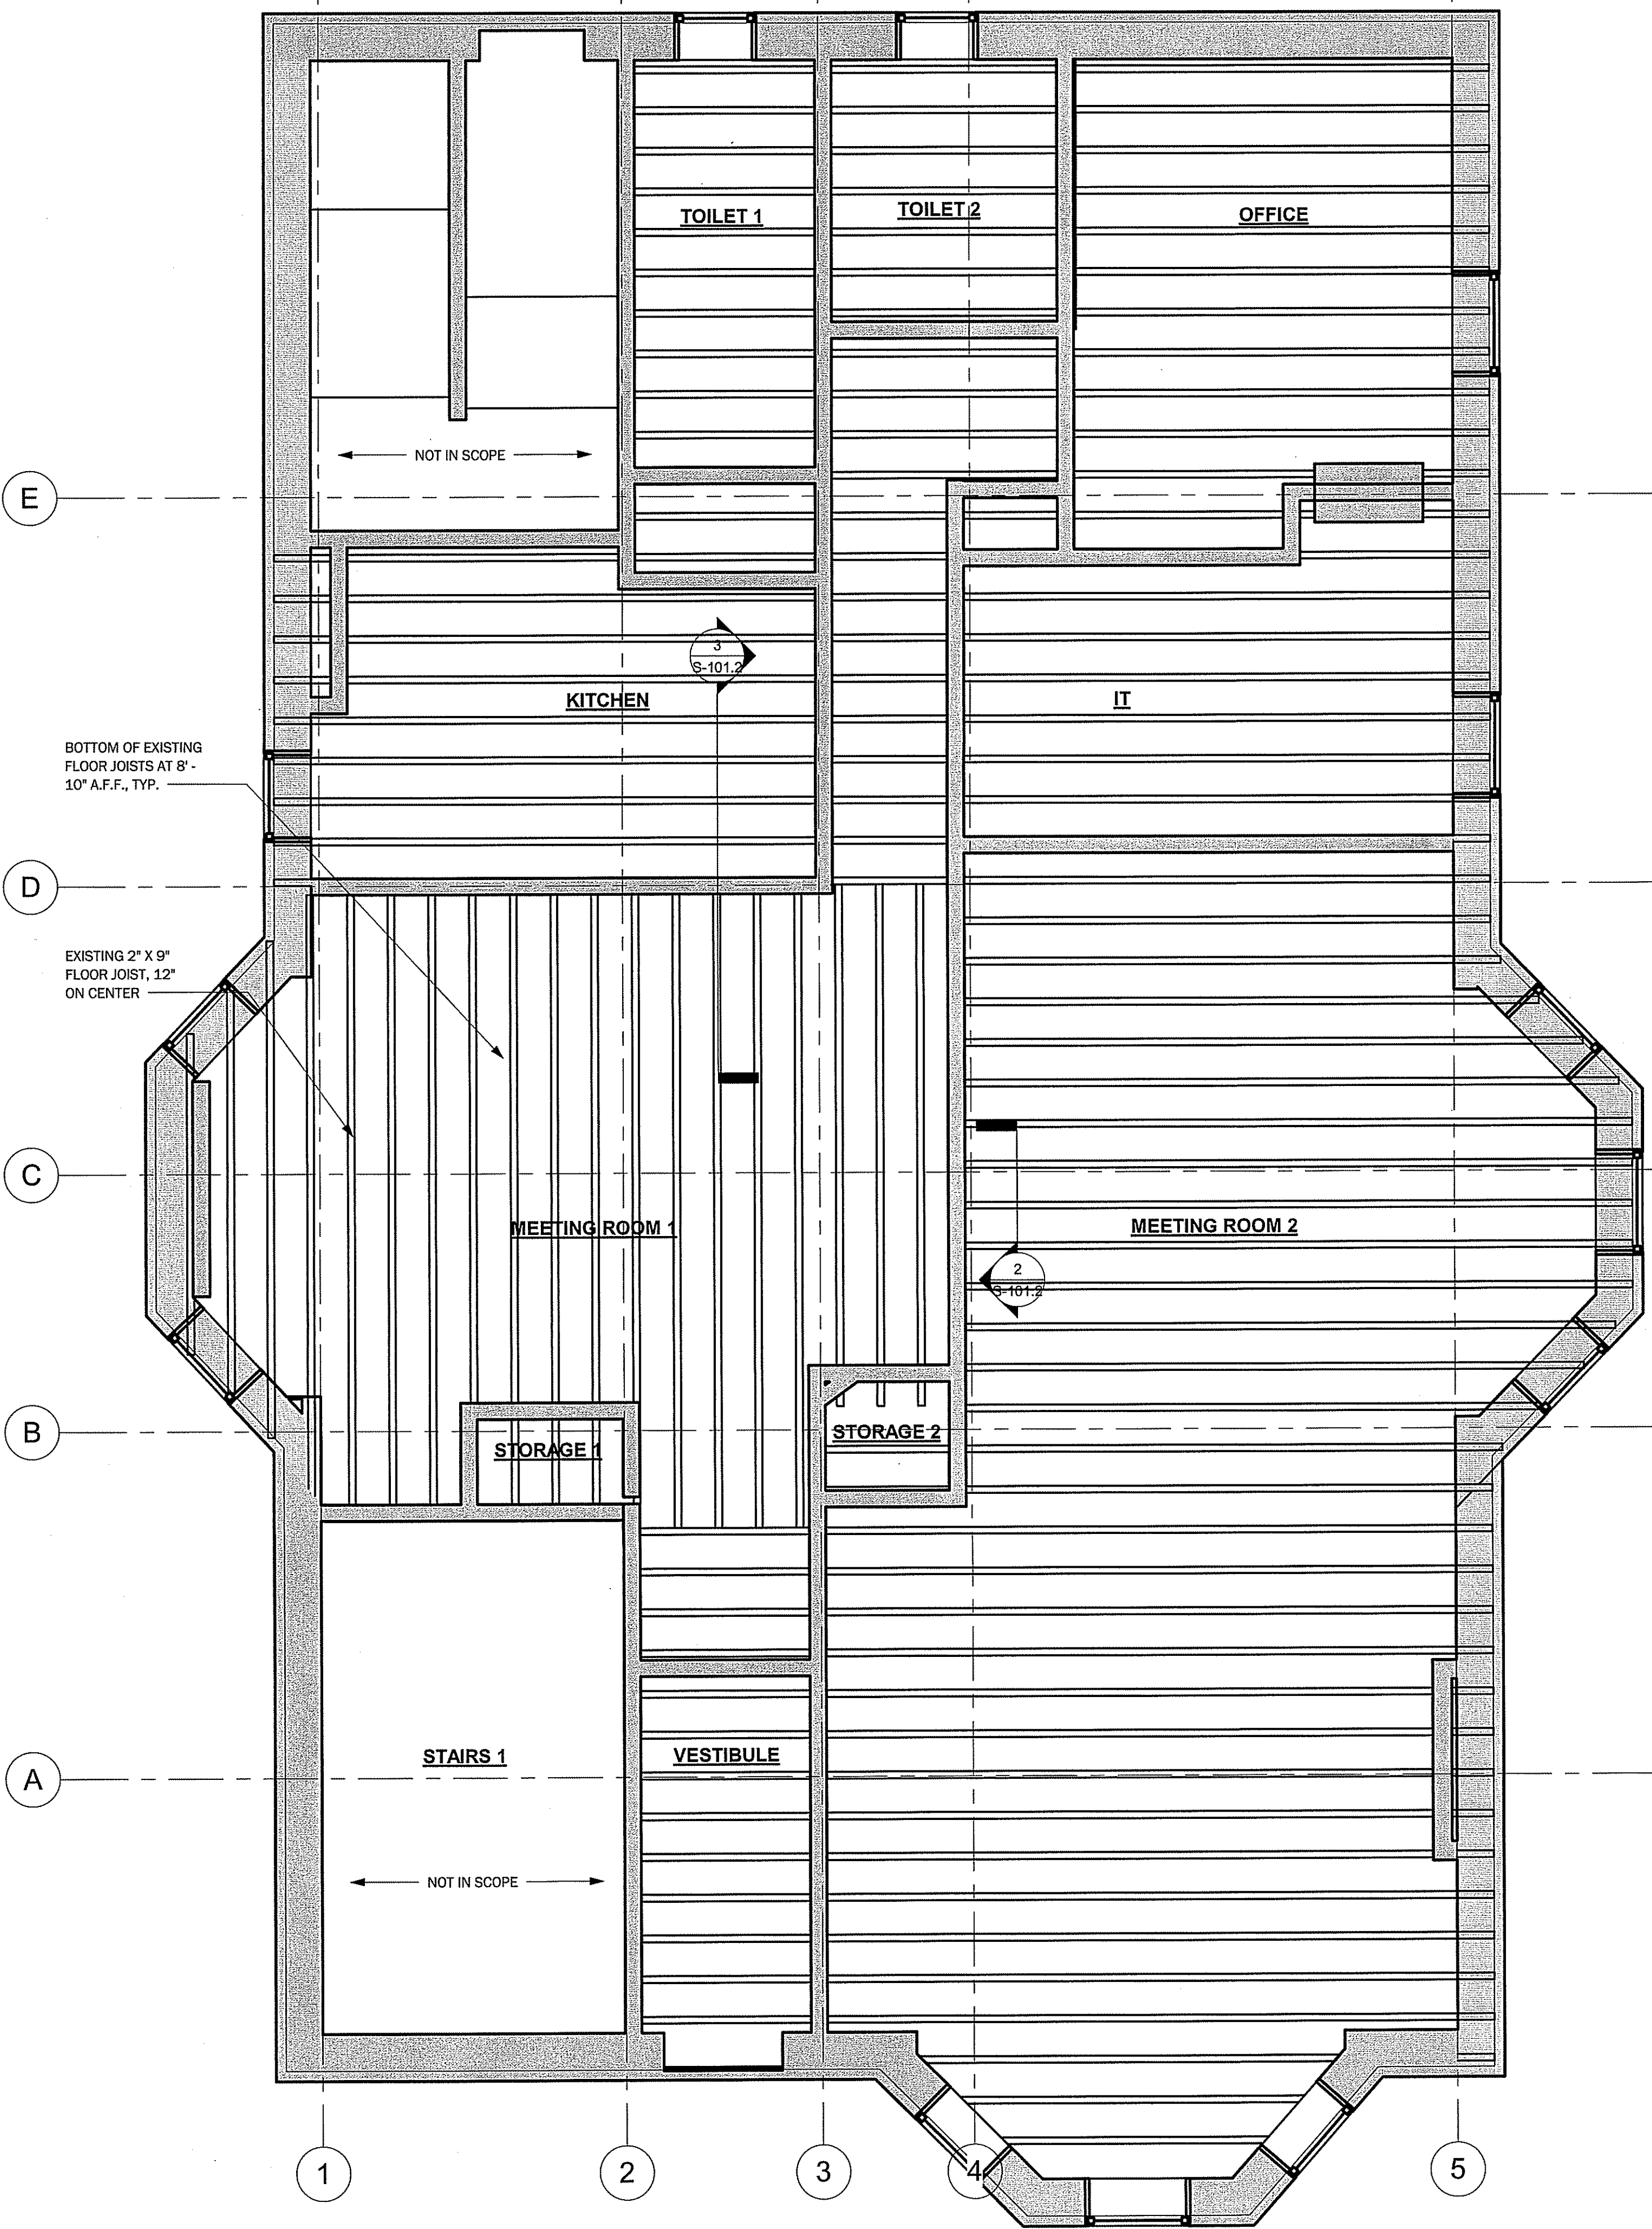 TOILET 1
TOILET 2
OFFICE
NOT IN SCOPE
E
3
S-101.2
KITCHEN
IT
BOTTOM OF EXISTING
FLOOR JOISTS AT 8' -
10" A.F.F., TYP.
D
EXISTING 2" X 9"
FLOOR JOIST, 12"
ON CENTER
C
MEETING ROOM 1
MEETING ROOM 2
2
S-101.2
B
STORAGE 1
STORAGE 2
A
STAIRS 1
VESTIBULE
NOT IN SCOPE
1
2
3
4
5